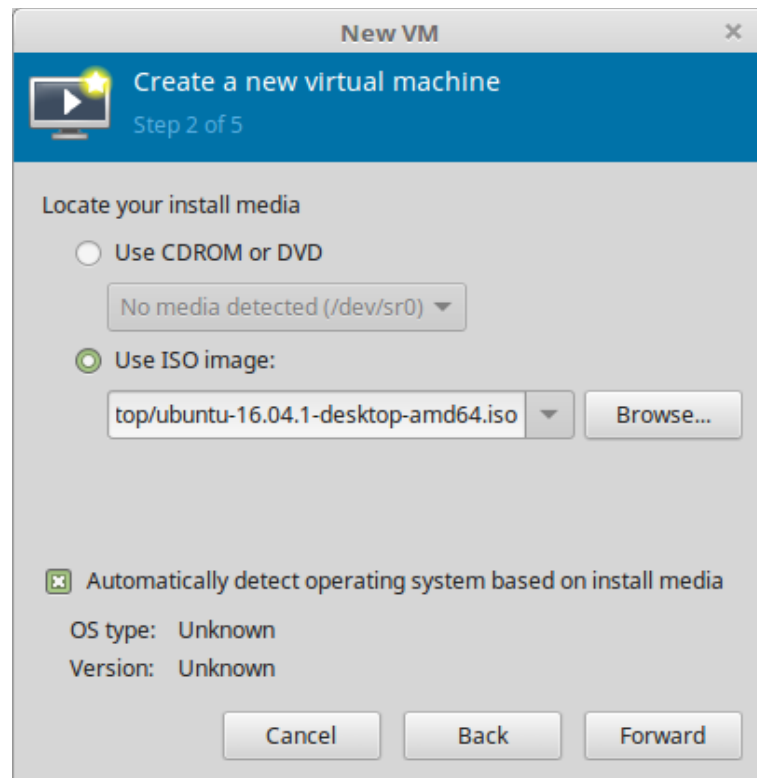 New VM
Create a new virtual machine
Step 2 of 5
Locate your install media
Use CDROM or DVD
No media detected (/dev/sr0)
Use ISO image:
top/ubuntu-16.04.1-desktop-amd64.iso
Browse...
Automatically detect operating system based on install media
OS type: Unknown
Version: Unknown
Cancel Back Forward